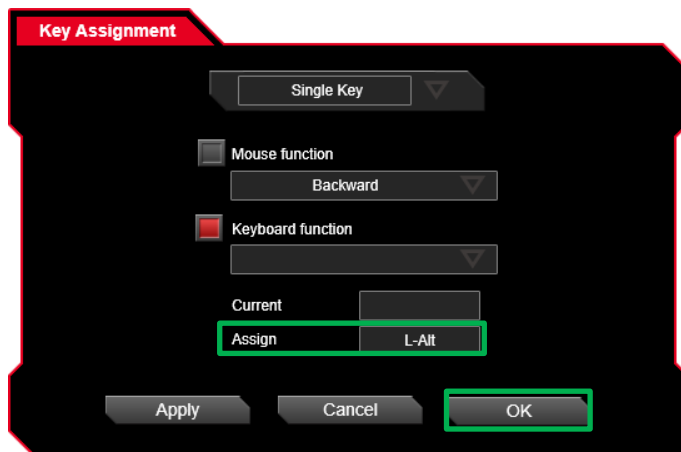 Key Assignment
Single Key
Mouse function
Backward
Keyboard function
Current
Assign L-Alt
Apply Cancel OK